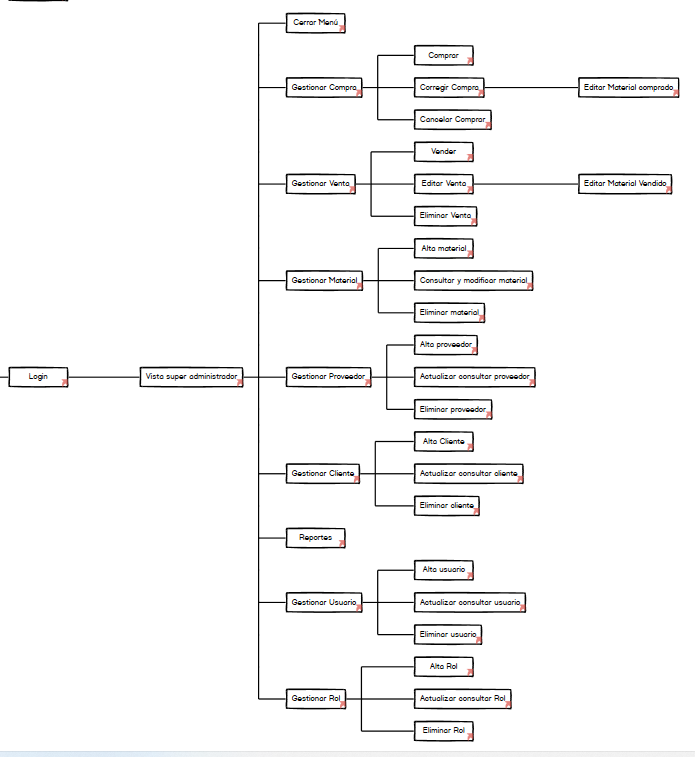 Cerrar Menú
Comprar
Gestionar Compra
Corregir Compra
Editar Material comprado
Cancelar Comprar
Vender
Gestionar Venta
Editar Venta
Editar Material Vendido
Eliminar Venta
Alta material
Gestionar Material
Consultar y modificar material
Eliminar material
Alta proveedor
Login
Vista super administrador
Gestionar Proveedor
Actualizar consultar proveedor
Eliminar proveedor
Alta Cliente
Gestionar Cliente
Actualizar consultar cliente
Eliminar cliente
Reportes
Alta usuario
Gestionar Usuario
Actualizar consultar usuario
Eliminar usuario
Alta Rol
Gestionar Rol
Actualizar consultar Rol
Eliminar Rol